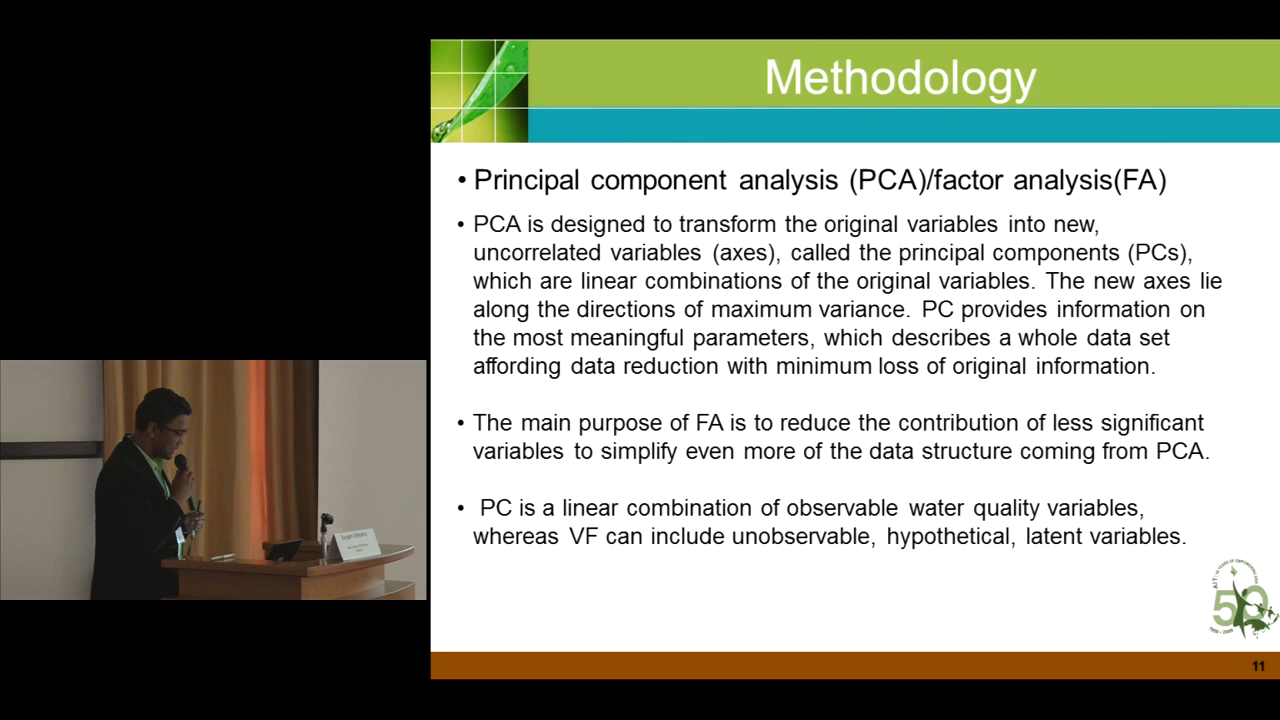 Methodology
• Principal component analysis (PCA)/factor analysis(FA)
• PCA is designed to transform the original variables into new,
uncorrelated variables (axes), called the principal components (PCs),
which are linear combinations of the original variables. The new axes lie
along the directions of maximum variance. PC provides information on
the most meaningful parameters, which describes a whole data set
affording data reduction with minimum loss of original information.
• The main purpose of FA is to reduce the contribution of less significant
variables to simplify even more of the data structure coming from PCA.
• PC is a linear combination of observable water quality variables,
whereas VF can include unobservable, hypothetical, latent variables.
AIT
50
11